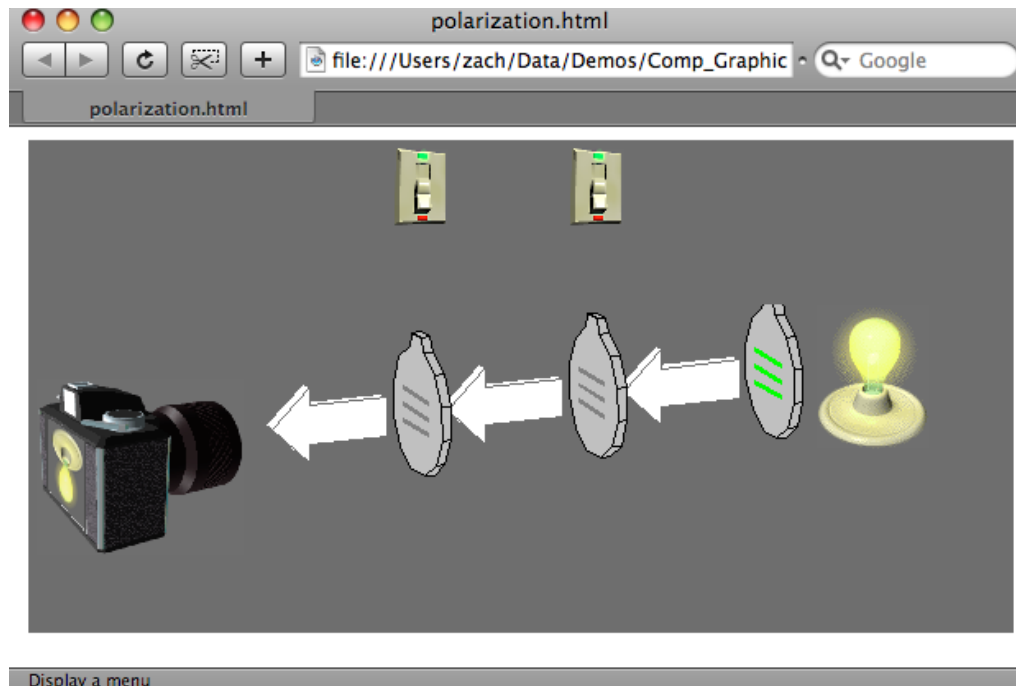 polarization.html
file:///Users/zach/Data/Demos/Comp_Graphic
Google
polarization.html
Display a menu